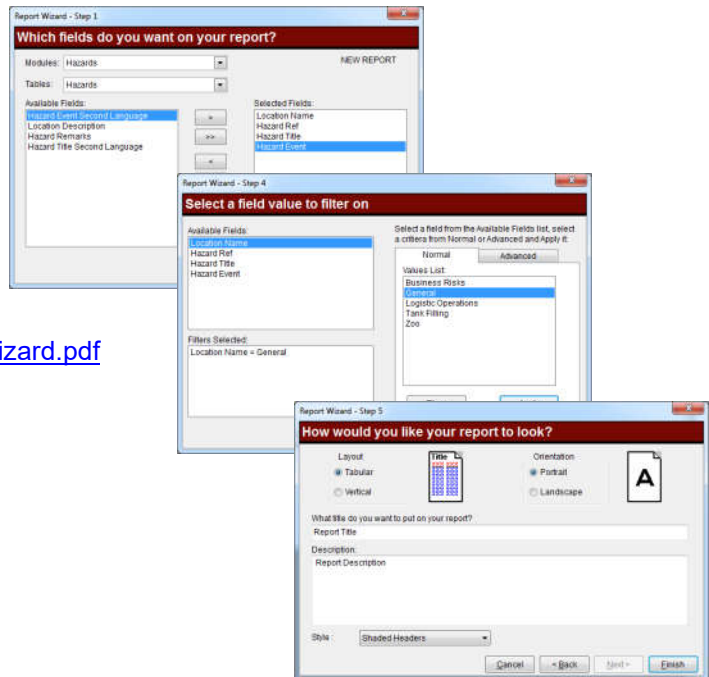 Report Wizard - Step 1
Which fields do you want on your report?
Modules: Hazards
NEW REPORT
Tables: Hazards
Available Fields:
Hazard Event Second Language
Location Description
Hazard Remarks
Hazard Title Second Language
>
>>
<
Selected Fields:
Location Name
Hazard Ref
Hazard Title
Hazard Event
Report Wizard - Step 4
Select a field value to filter on
Available Fields:
Location Name
Hazard Ref
Hazard Title
Hazard Event
Select a field from the Available Fields list, select
a critiera from Normal or Advanced and Apply it:
Normal Advanced
Values List:
Business Risks
General
Logistic Operations
Tank Filling
Zoo
Filters Selected:
Location Name = General
izard.pdf
Report Wizard - Step 5
How would you like your report to look?
Layout
Tabular
Vertical
Title
Orientation
Portrait
Landscape
A
What title do you want to put on your report?
Report Title
Description:
Report Description
Style : Shaded Headers
Cancel < Back Next > Finish